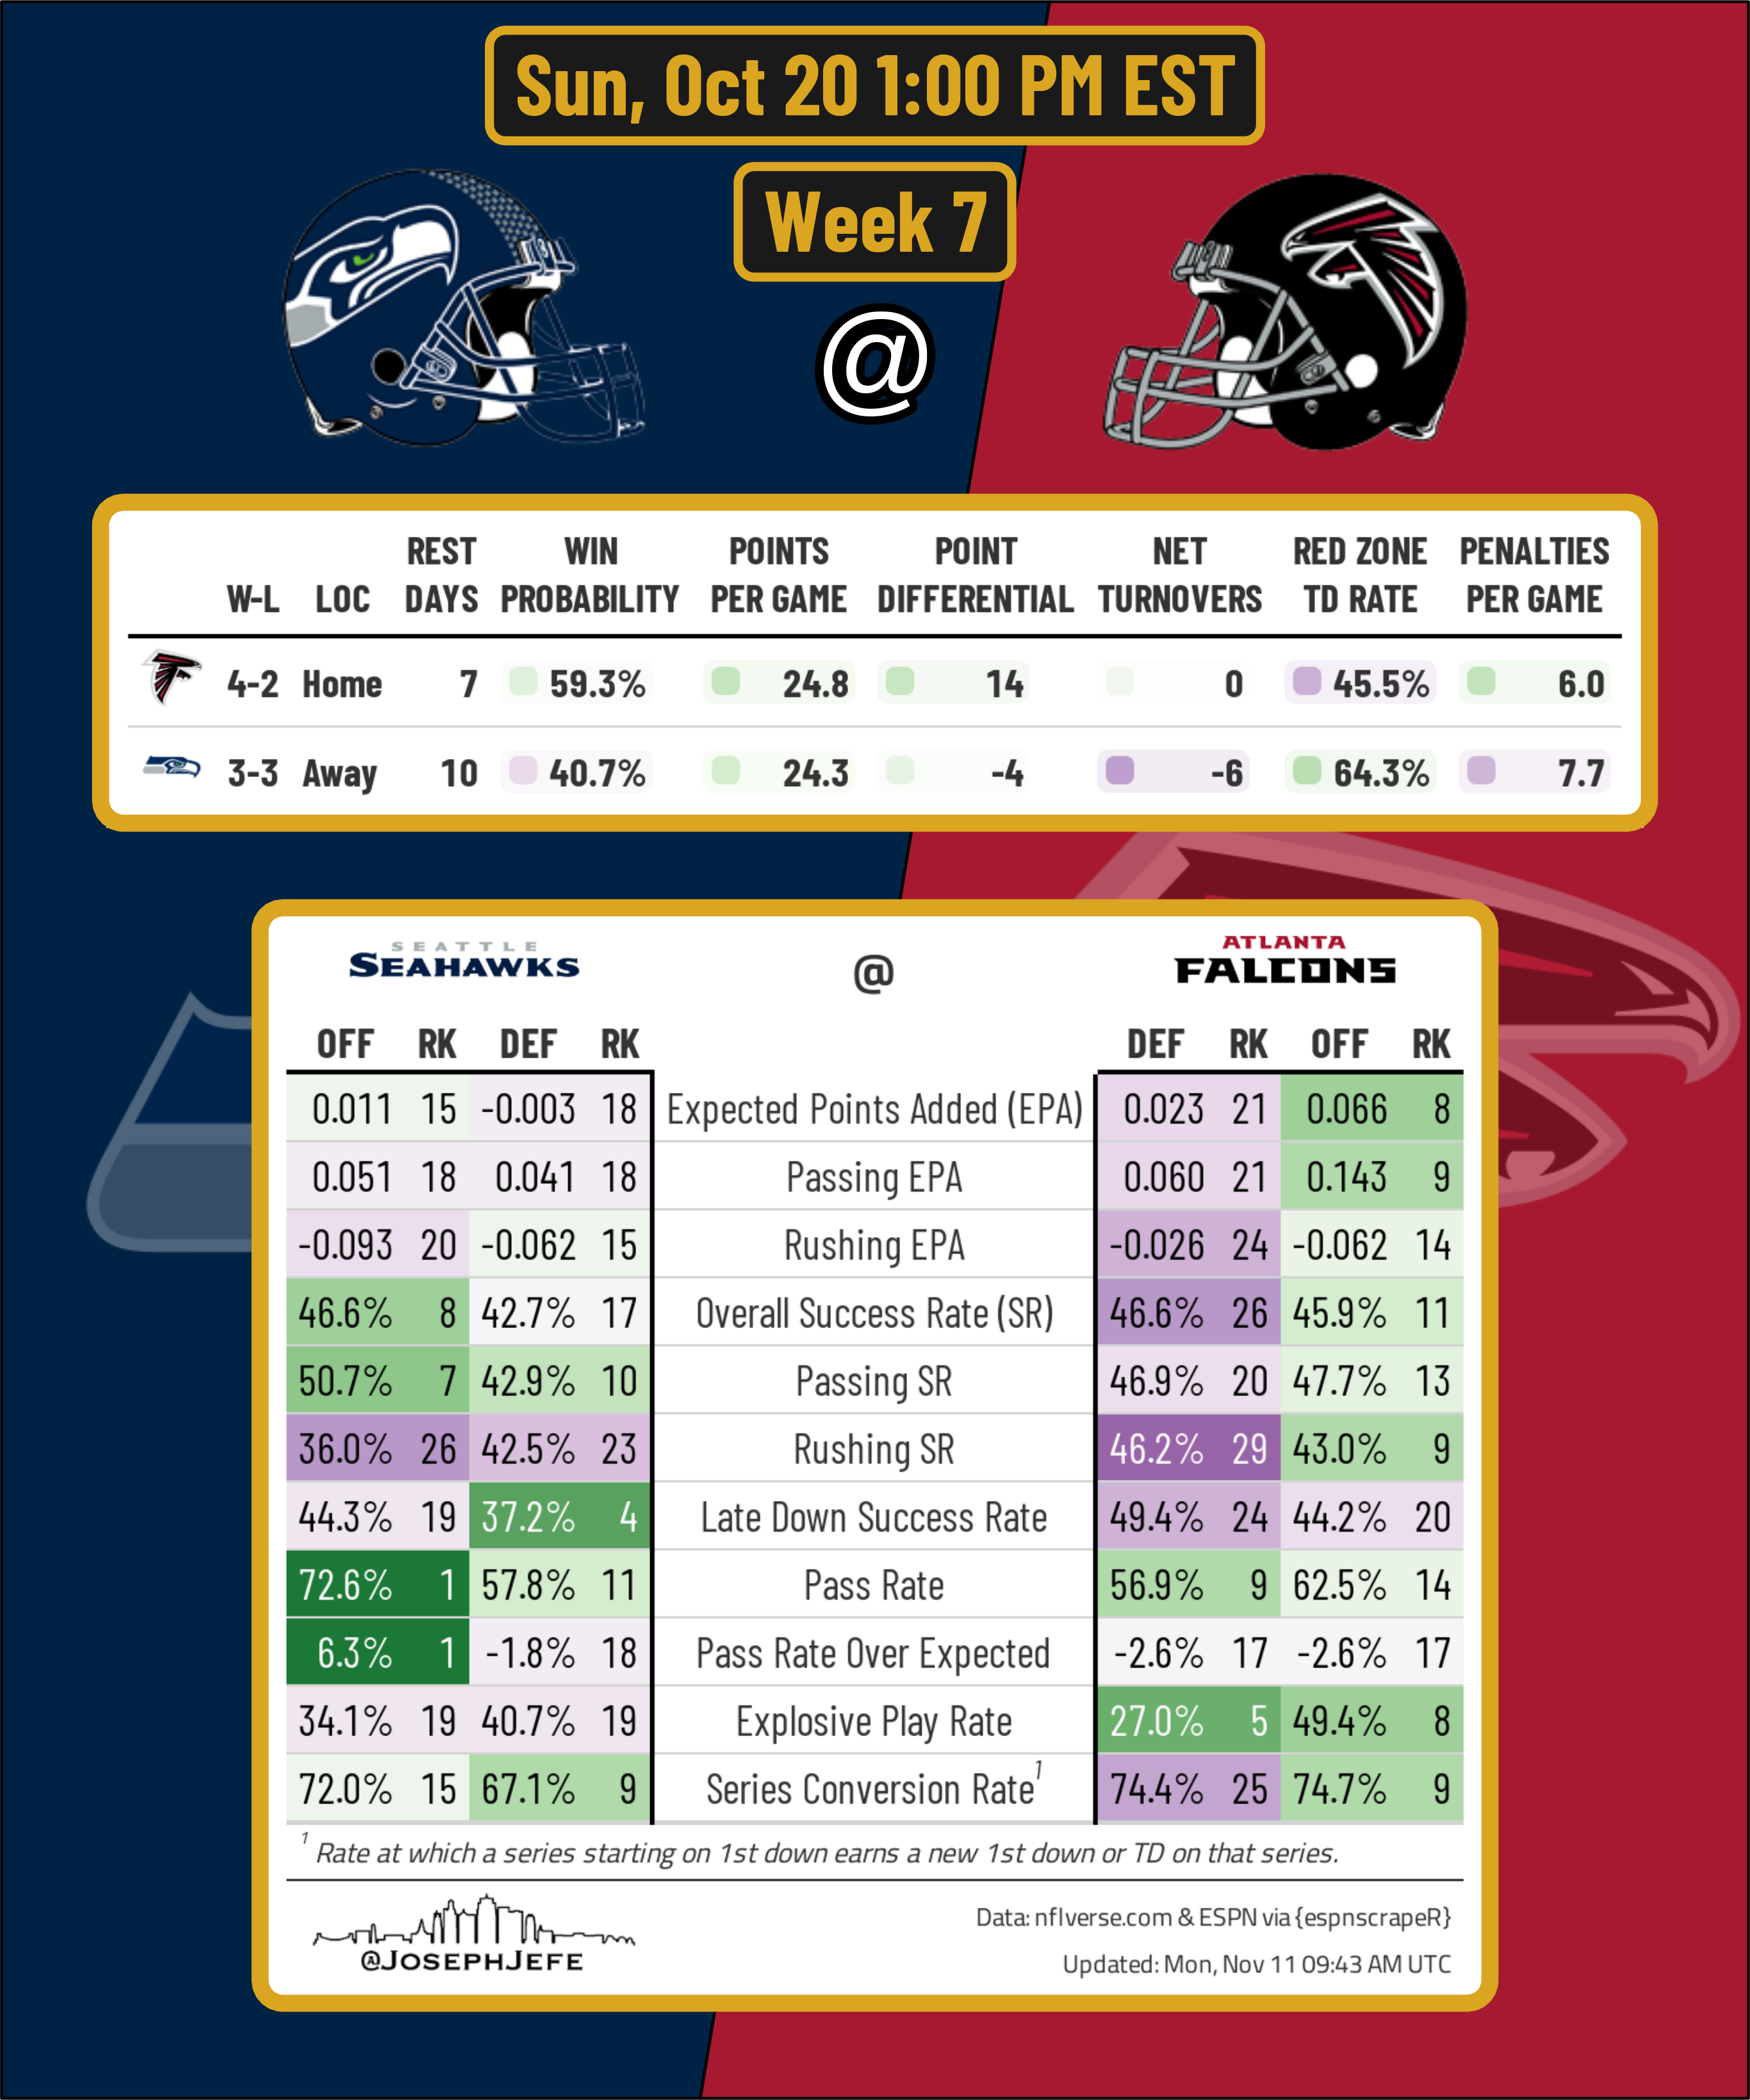 Sun, Oct 20 1:00 PM EST
Week 7
@
W-L LOC REST DAYS WIN PROBABILITY POINTS PER GAME POINT DIFFERENTIAL NET TURNOVERS RED ZONE TD RATE PENALTIES PER GAME
4-2 Home 7 59.3% 24.8 14 0 45.5% 6.0
3-3 Away 10 40.7% 24.3 -4 -6 64.3% 7.7
SEATTLE SEAHAWKS @ ATLANTA FALCONS
OFF RK DEF RK DEF RK OFF RK
0.011 15 -0.003 18 Expected Points Added (EPA) 0.023 21 0.066 8
0.051 18 0.041 18 Passing EPA 0.060 21 0.143 9
-0.093 20 -0.062 15 Rushing EPA -0.026 24 -0.062 14
46.6% 8 42.7% 17 Overall Success Rate (SR) 46.6% 26 45.9% 11
50.7% 7 42.9% 10 Passing SR 46.9% 20 47.7% 13
36.0% 26 42.5% 23 Rushing SR 46.2% 29 43.0% 9
44.3% 19 37.2% 4 Late Down Success Rate 49.4% 24 44.2% 20
72.6% 1 57.8% 11 Pass Rate 56.9% 9 62.5% 14
6.3% 1 -1.8% 18 Pass Rate Over Expected -2.6% 17 -2.6% 17
34.1% 19 40.7% 19 Explosive Play Rate 27.0% 5 49.4% 8
72.0% 15 67.1% 9 Series Conversion Rate1 74.4% 25 74.7% 9
1 Rate at which a series starting on 1st down earns a new 1st down or TD on that series.
@JOSEPHJEFE
Data: nflverse.com & ESPN via {espnscrapeR}
Updated: Mon, Nov 11 09:43 AM UTC